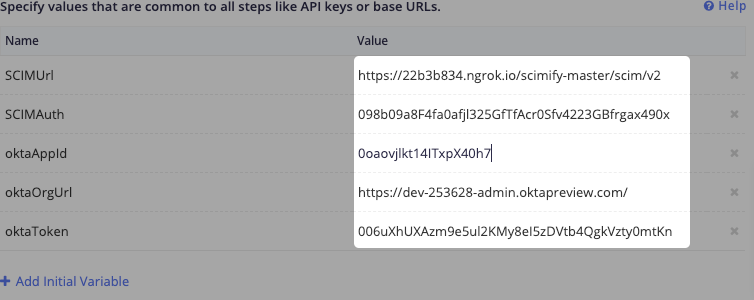 Specify values that are common to all steps like API keys or base URLs.
Help
Name Value
SCIMUrl https://22b3b834.ngrok.io/scimify-master/scim/v2
SCIMAuth 098b09a8F4fa0afjl325GfTfAcr0Sfv4223GBfrgax490x
oktaAppId 0oaovjlkt14ITxpX40h7
oktaOrgUrl https://dev-253628-admin.oktapreview.com/
oktaToken 006uXhUXAzm9e5ul2KMy8eI5zDVtb4QgkVzty0mtKn
+ Add Initial Variable